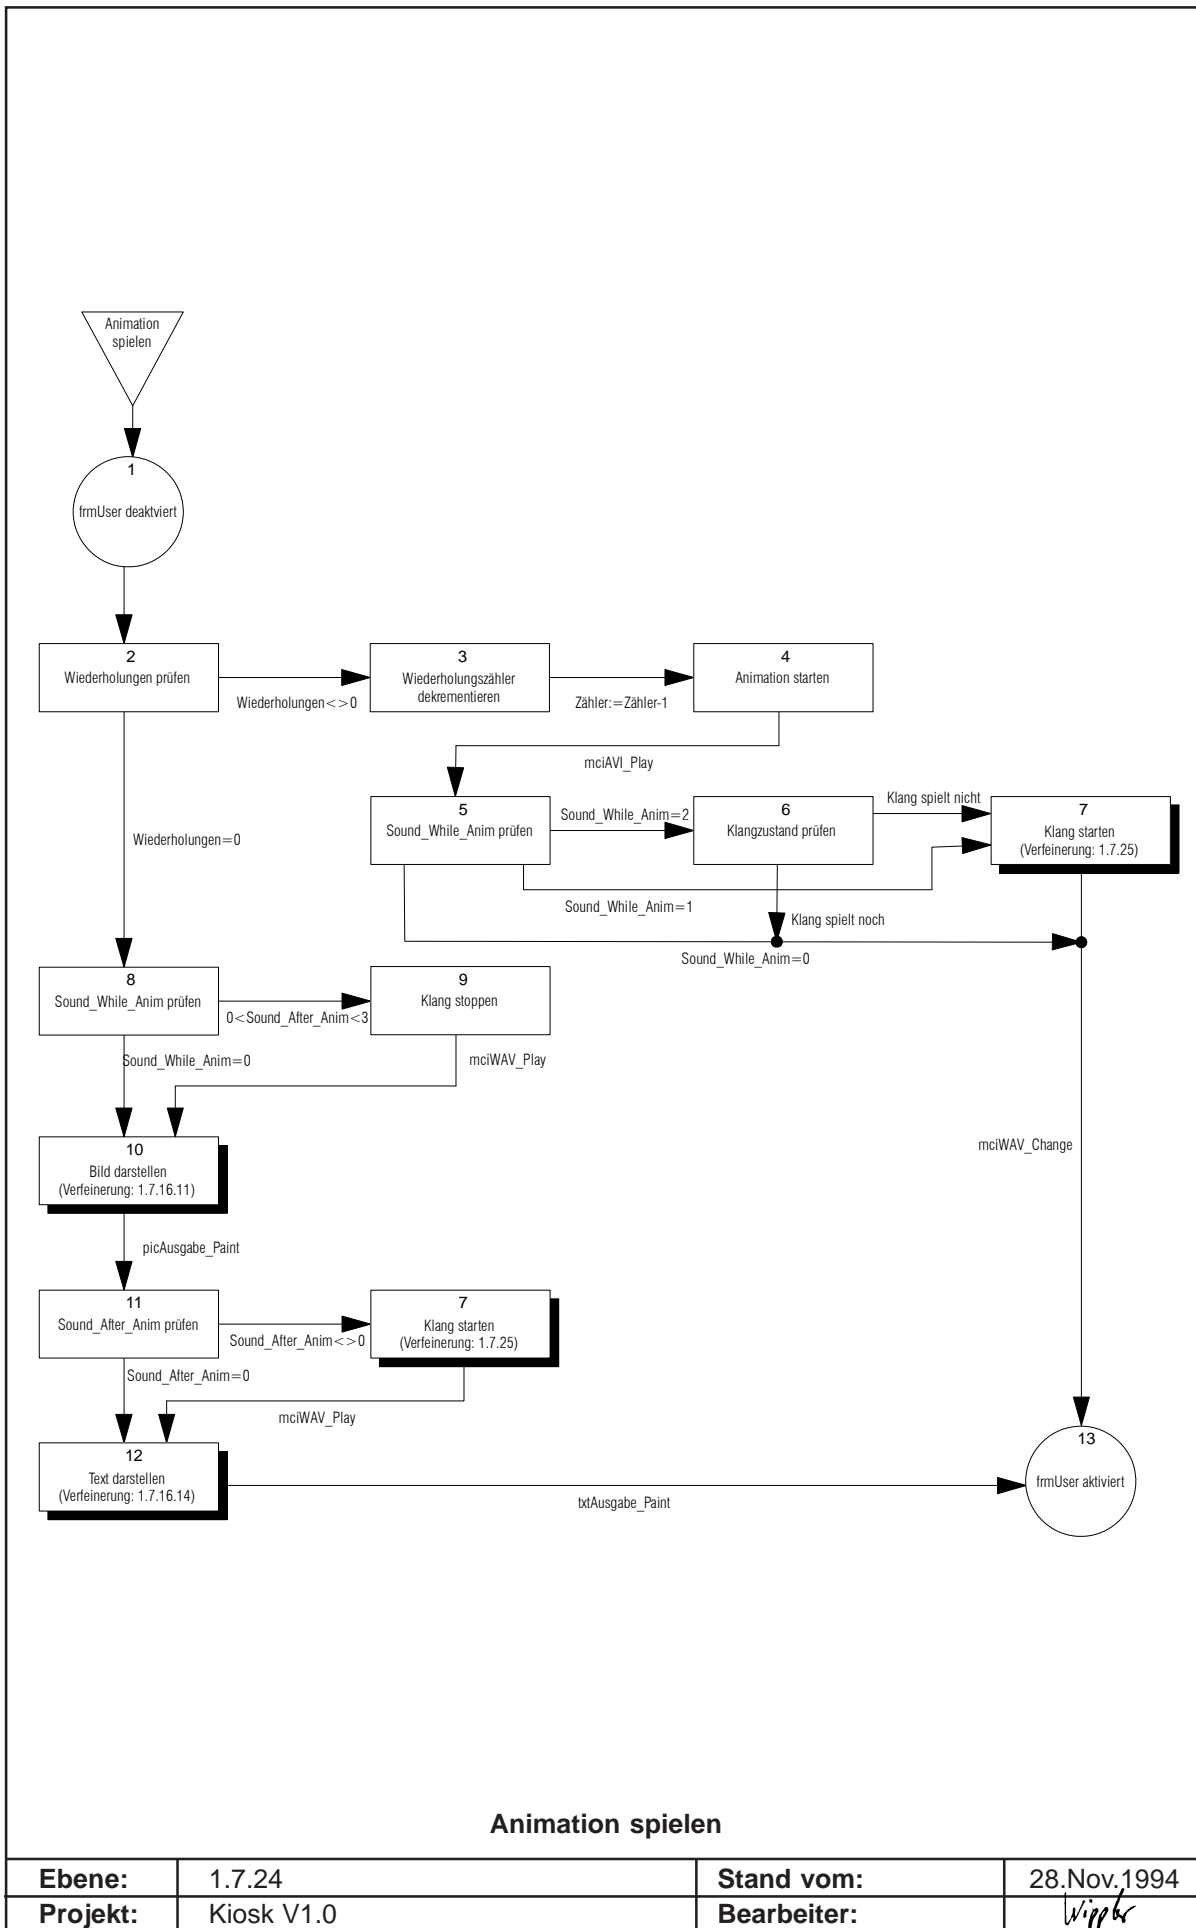 Animation
spielen
1
frmUser deaktviert
2
Wiederholungen prüfen
Wiederholungen<>0
3
Wiederholungszähler
dekrementieren
Zähler:=Zähler-1
4
Animation starten
mciAVI_Play
Wiederholungen=0
5
Sound_While_Anim prüfen
Sound_While_Anim=2
6
Klangzustand prüfen
Klang spielt nicht
7
Klang starten
(Verfeinerung: 1.7.25)
Sound_While_Anim=1
Klang spielt noch
Sound_While_Anim=0
8
Sound_While_Anim prüfen
0<Sound_After_Anim<3
9
Klang stoppen
Sound_While_Anim=0
mciWAV_Play
10
Bild darstellen
(Verfeinerung: 1.7.16.11)
mciWAV_Change
picAusgabe_Paint
11
Sound_After_Anim prüfen
Sound_After_Anim<>0
7
Klang starten
(Verfeinerung: 1.7.25)
Sound_After_Anim=0
mciWAV_Play
12
Text darstellen
(Verfeinerung: 1.7.16.14)
txtAusgabe_Paint
13
frmUser aktiviert
Animation spielen
Ebene: 1.7.24 Stand vom: 28.Nov.1994
Projekt: Kiosk V1.0 Bearbeiter: Wippler